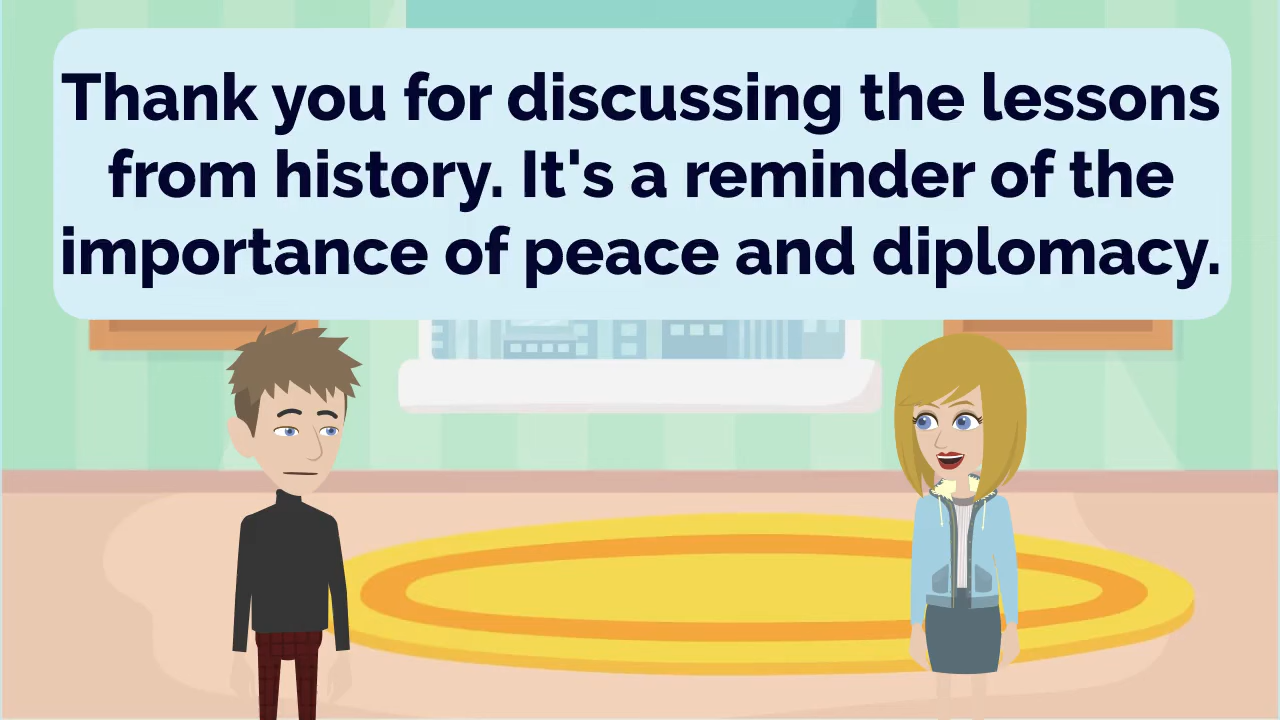 Thank you for discussing the lessons
from history. It's a reminder of the
importance of peace and diplomacy.